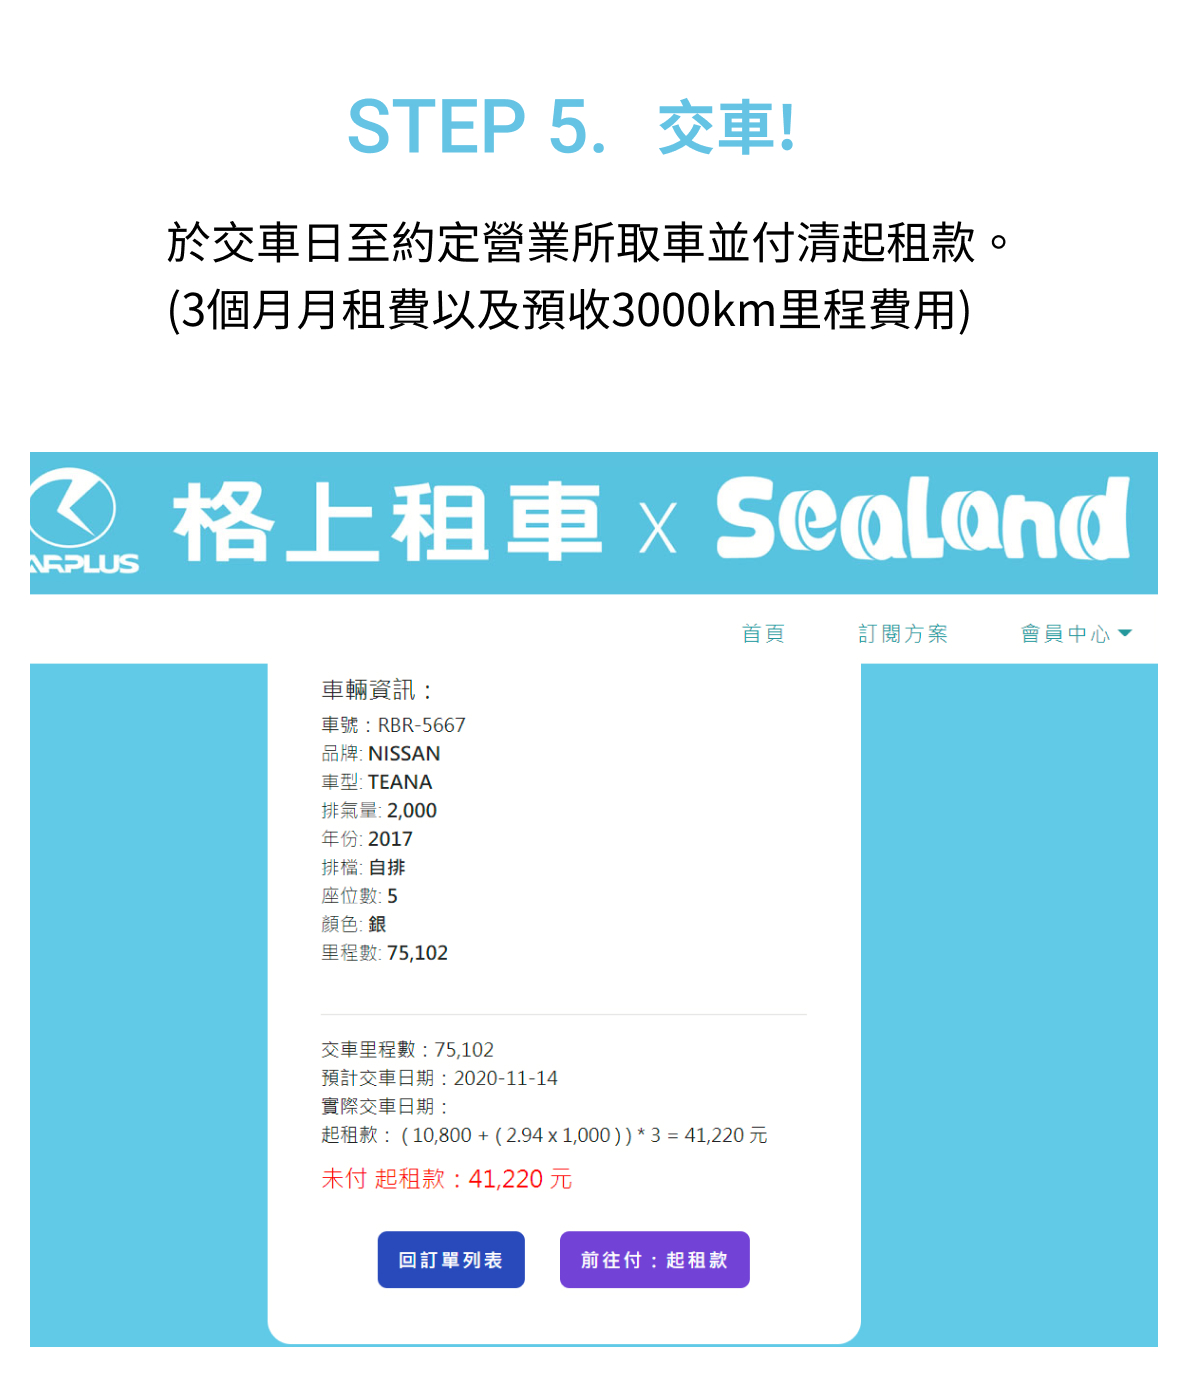 STEP 5. 交車!
於交車日至約定營業所取車並付清起租款。
(3個月月租費以及預收3000km里程費用)
ARPLUS 格上租車 x SeaLand
首頁 訂閱方案 會員中心
車輛資訊：
車號：RBR-5667
品牌: NISSAN
車型: TEANA
排氣量: 2,000
年份: 2017
排檔: 自排
座位數: 5
顏色: 銀
里程數: 75,102
交車里程數：75,102
預計交車日期：2020-11-14
實際交車日期：
起租款： ( 10,800 + ( 2.94 x 1,000 ) ) * 3 = 41,220 元
未付 起租款：41,220 元
回訂單列表 前往付：起租款